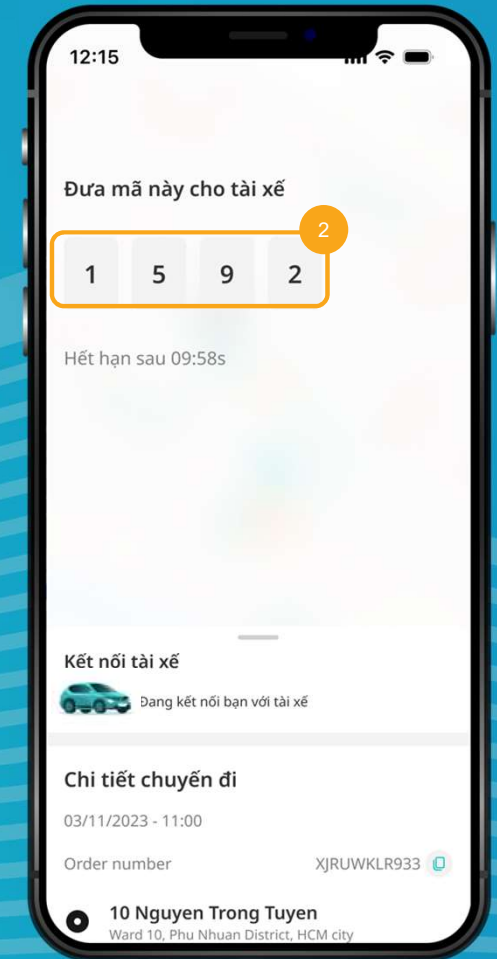 12:15
Đưa mã này cho tài xế
2
1 5 9 2
Hết hạn sau 09:58s
Kết nối tài xế
Đang kết nối bạn với tài xế
Chi tiết chuyến đi
03/11/2023 - 11:00
Order number XJRUWKLR933
10 Nguyen Trong Tuyen
Ward 10, Phu Nhuan District, HCM city